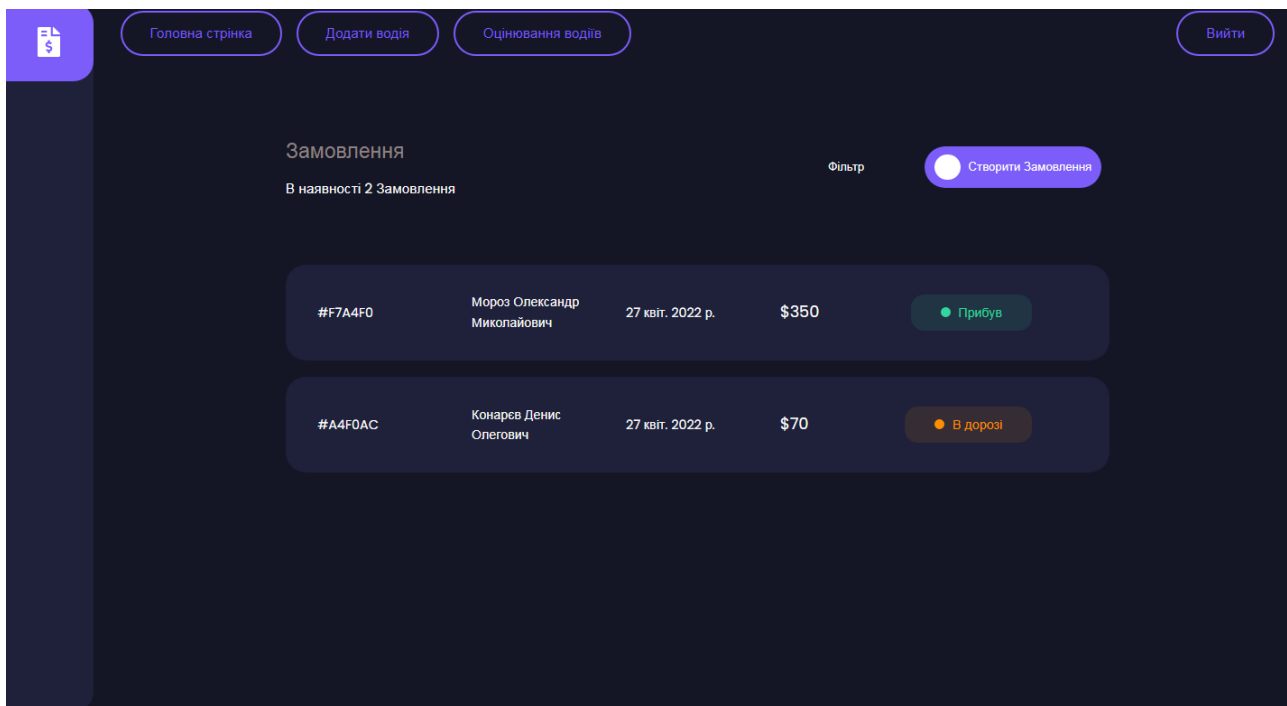 Головна стрінка
Додати водія
Оцінювання водіїв
Вийти
$
Замовлення
В наявності 2 Замовлення
Фільтр
Створити Замовлення
#F7A4F0
Мороз Олександр
Миколайович
27 квіт. 2022 р.
$350
Прибув
#A4F0AC
Конарєв Денис
Олегович
27 квіт. 2022 р.
$70
В дорозі